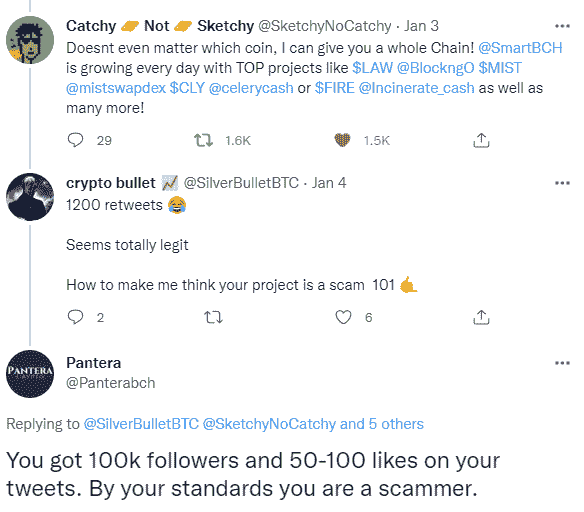 Catchy 🫱 Not 🫱 Sketchy @SketchyNoCatchy · Jan 3
Doesnt even matter which coin, I can give you a whole Chain! @SmartBCH
is growing every day with TOP projects like $LAW @BlockngO $MIST
@mistswapdex $CLY @celerycash or $FIRE @Incinerate_cash as well as
many more!
29 1.6K 1.5K
crypto bullet 📈 @SilverBulletBTC · Jan 4
1200 retweets 😂
Seems totally legit
How to make me think your project is a scam 101 🤙
2 6
PANTERA
Pantera
@Panterabch
Replying to @SilverBulletBTC @SketchyNoCatchy and 5 others
You got 100k followers and 50-100 likes on your
tweets. By your standards you are a scammer.